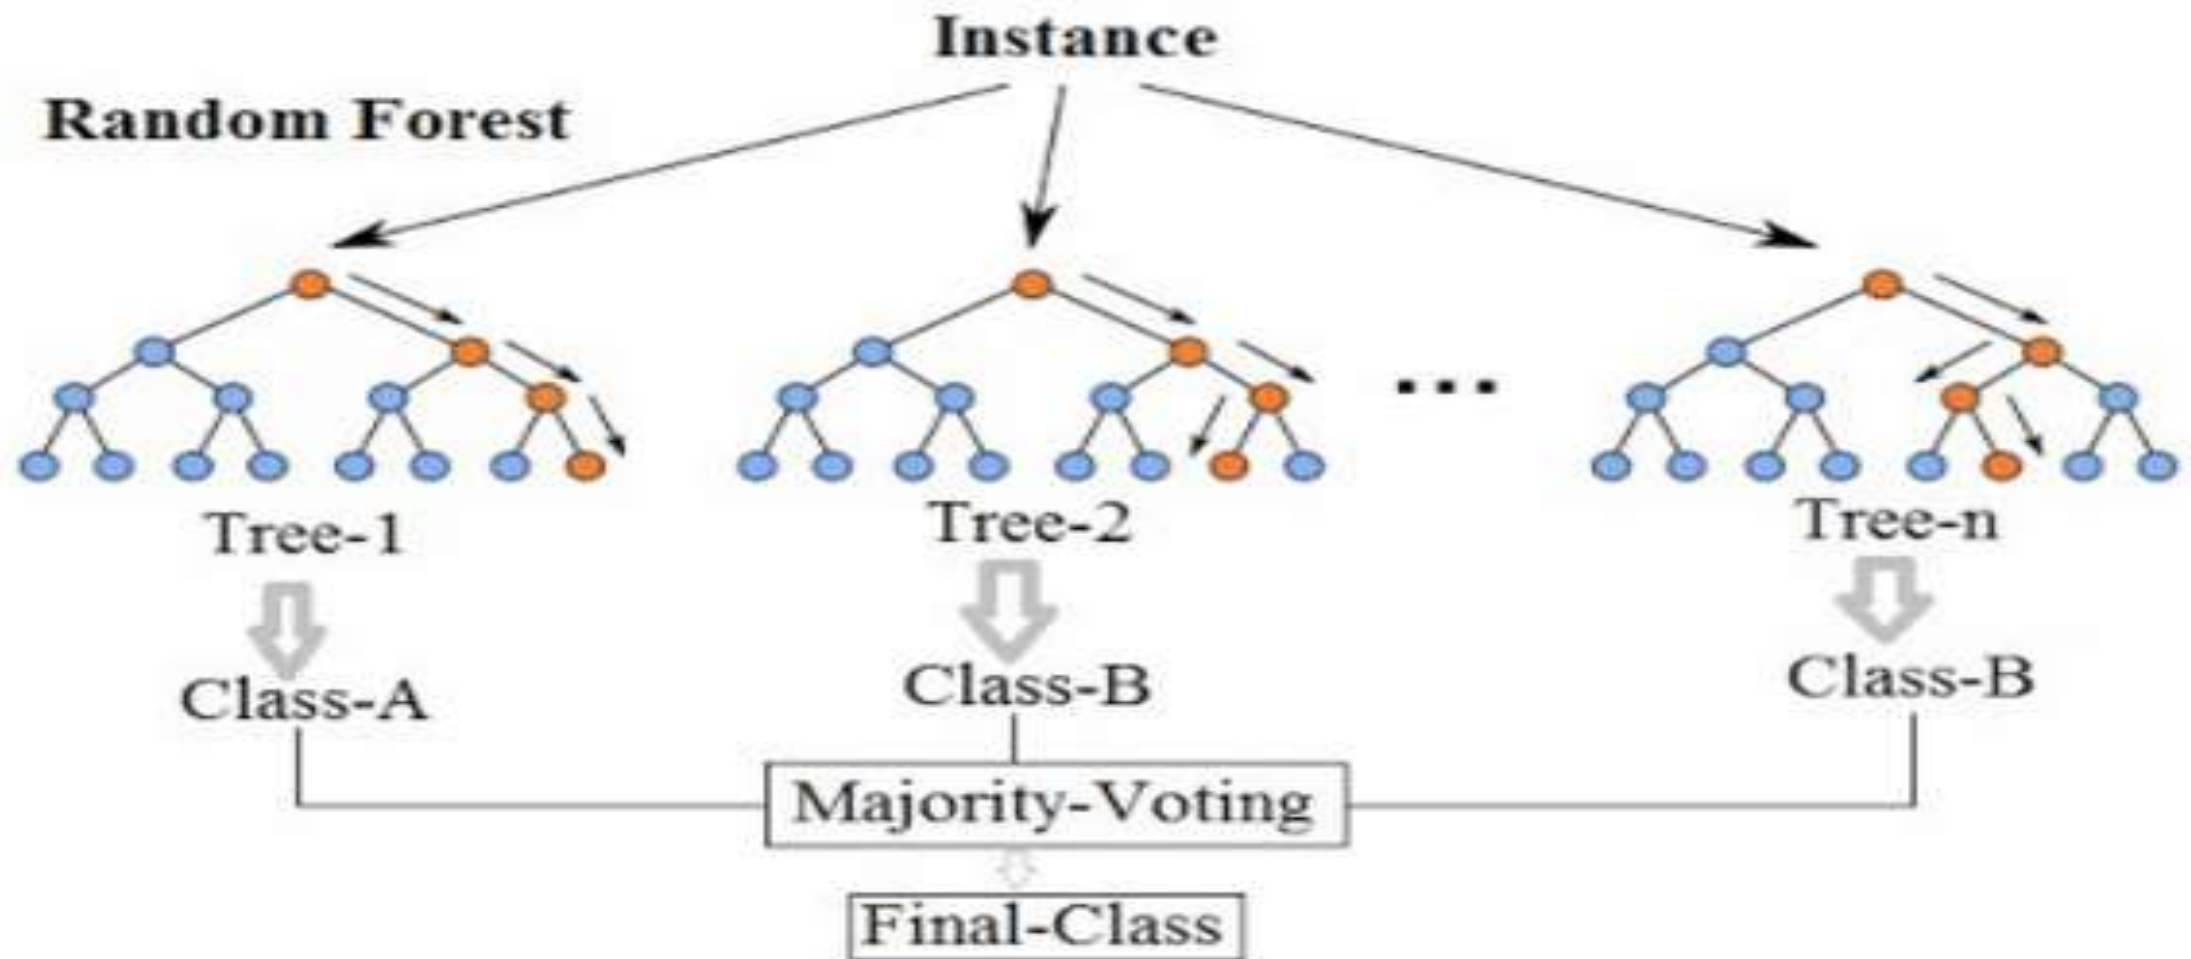 Instance
Random Forest
...
Tree-1
Tree-2
Tree-n
Class-A
Class-B
Class-B
Majority-Voting
Final-Class